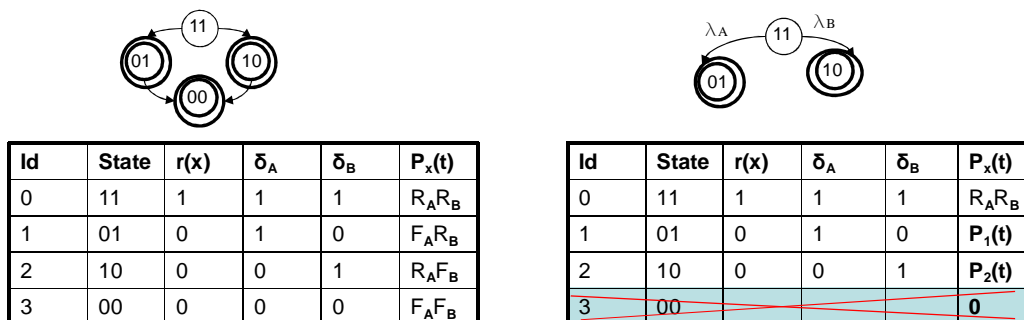 11
01
10
00
Id State r(x) δA δB Px(t)
0 11 1 1 1 RARB
1 01 0 1 0 FARB
2 10 0 0 1 RAFB
3 00 0 0 0 FAFB
λA λB
11
01
10
Id State r(x) δA δB Px(t)
0 11 1 1 1 RARB
1 01 0 1 0 P1(t)
2 10 0 0 1 P2(t)
3 00 0